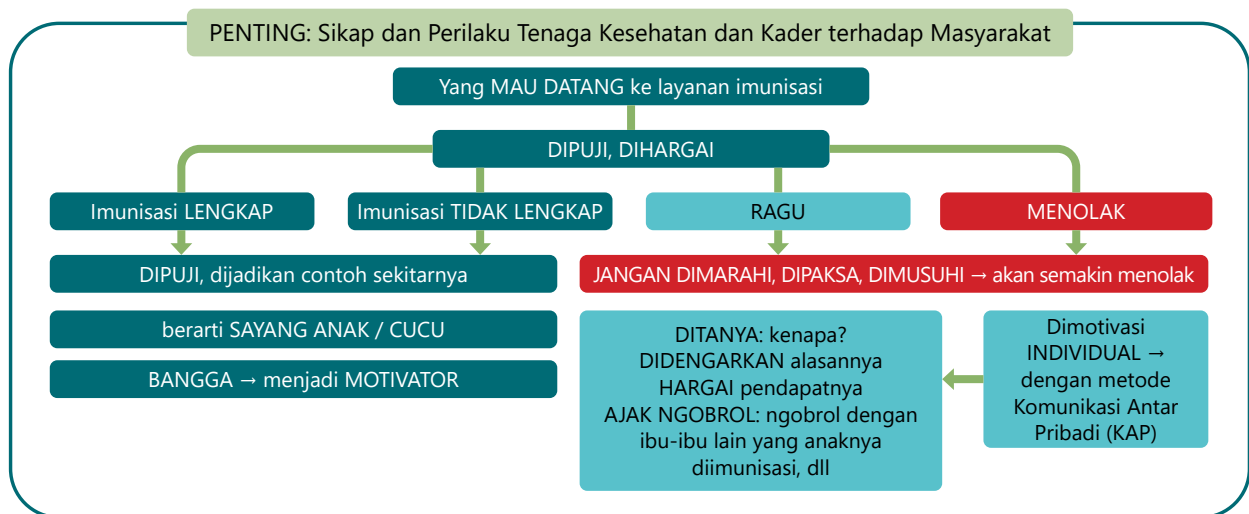 PENTING: Sikap dan Perilaku Tenaga Kesehatan dan Kader terhadap Masyarakat
Yang MAU DATANG ke layanan imunisasi
DIPUJI, DIHARGAI
Imunisasi LENGKAP
Imunisasi TIDAK LENGKAP
RAGU
MENOLAK
DIPUJI, dijadikan contoh sekitarnya
JANGAN DIMARAHI, DIPAKSA, DIMUSUHI → akan semakin menolak
berarti SAYANG ANAK / CUCU
BANGGA → menjadi MOTIVATOR
DITANYA: kenapa?
DIDENGARKAN alasannya
HARGAI pendapatnya
AJAK NGOBROL: ngobrol dengan
ibu-ibu lain yang anaknya
diimunisasi, dll
Dimotivasi
INDIVIDUAL →
dengan metode
Komunikasi Antar
Pribadi (KAP)